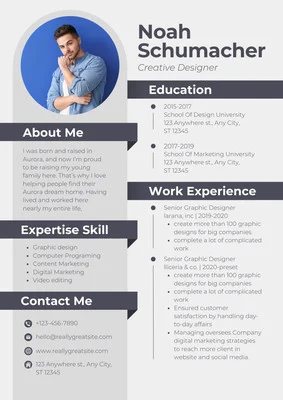 Noah
Schumacher
Creative Designer
About Me
I was born and raised in
Aurora, and now I'm proud
to be raising my young
family here. That's why I
love helping people find their
Aurora dream homes. Having
lived and worked here
nearly my entire life,
Expertise Skill
Graphic design
Computer Programing
Content Marketing
Digital Marketing
Video editing
Contact Me
+123-456-7890
hello@reallygreatsite.com
www.reallygreatsite.com
123 Anywhere st., Any City,
ST 12345
Education
2015-2017
School Of Design University
123 Anywhere st., Any City,
ST 12345
2017-2019
School Of Marketing University
123 Anywhere st., Any City,
ST 12345
Work Experience
Senior Graphic Designer
larana, inc | 2019-2020
create more than 100 graphic
designs for big companies
complete a lot of complicated
work
Senior Graphic Designer
liceria & co. | 2020-preset
create more than 100 graphic
designs for big companies
complete a lot of complicated
work
Ensured customer
satisfaction by handling day-
to-day affairs
Managing oversees Company
digital marketing strategies
to reach more client in
website and social media.